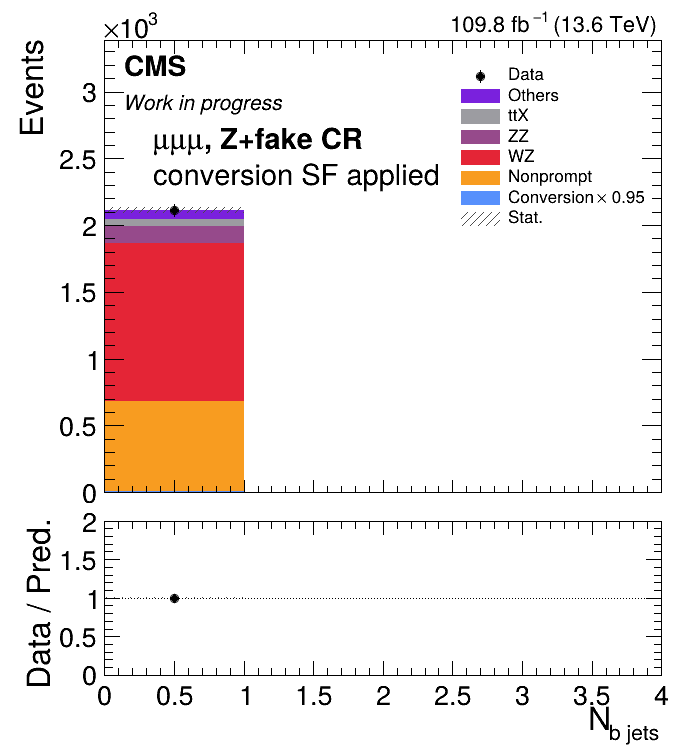 ×10³
109.8 fb⁻¹ (13.6 TeV)
Events
CMS
Work in progress
μμμ, Z+fake CR
conversion SF applied
Data
Others
ttX
ZZ
WZ
Nonprompt
Conversion × 0.95
Stat.
3
2.5
2
1.5
1
0.5
0
Data / Pred.
2
1.5
1
0.5
0
0 0.5 1 1.5 2 2.5 3 3.5 4
N_b jets